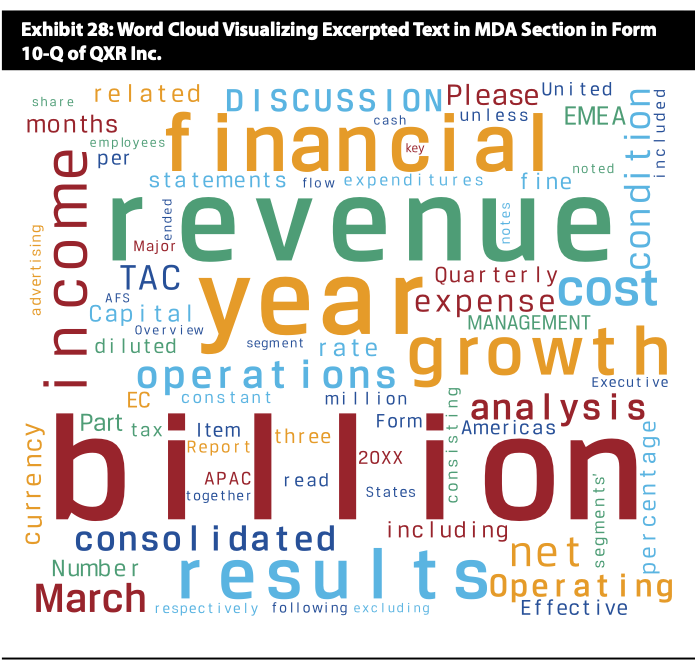 Exhibit 28: Word Cloud Visualizing Excerpted Text in MDA Section in Form
10-Q of QXR Inc.
share
related
DISCUSSION
Please
United
months
cash
unless
EMEA
condition
included
employees
financial
key
per
statements
flow
expenditures
fine
noted
income
revenue
ended
notes
Major
advertising
TAC
year
Quarterly
cost
AFS
expense
Capital
MANAGEMENT
Overview
diluted
segment
rate
growth
operations
Executive
EC
constant
million
analysis
Part
tax
Item
Form
consisting
Americas
Report
three
billion
20XX
currency
APAC
read
together
States
percentage
segments'
consolidated
including
net
Number
results
Operating
March
respectively
following
excluding
Effective